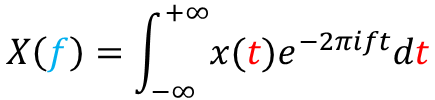 X(f) = ∫_{-∞}^{+∞} x(t)e^{-2πift}dt